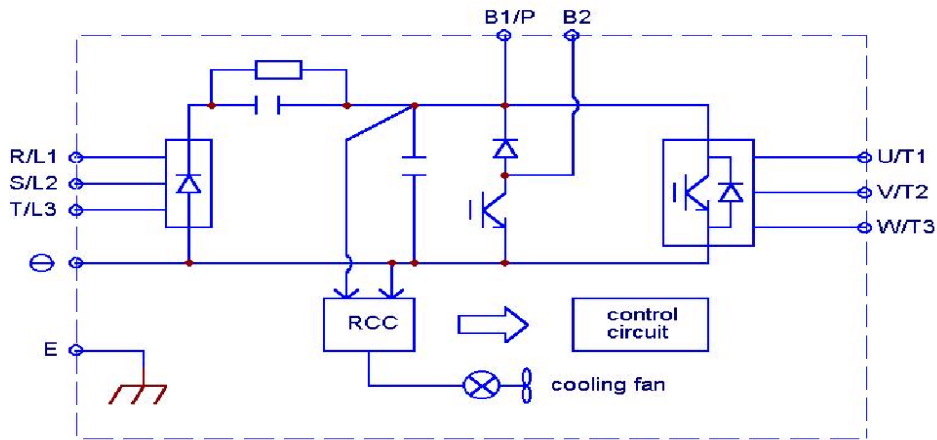 B1/P B2
R/L1
S/L2
T/L3
U/T1
V/T2
W/T3
E
RCC
control
circuit
cooling fan